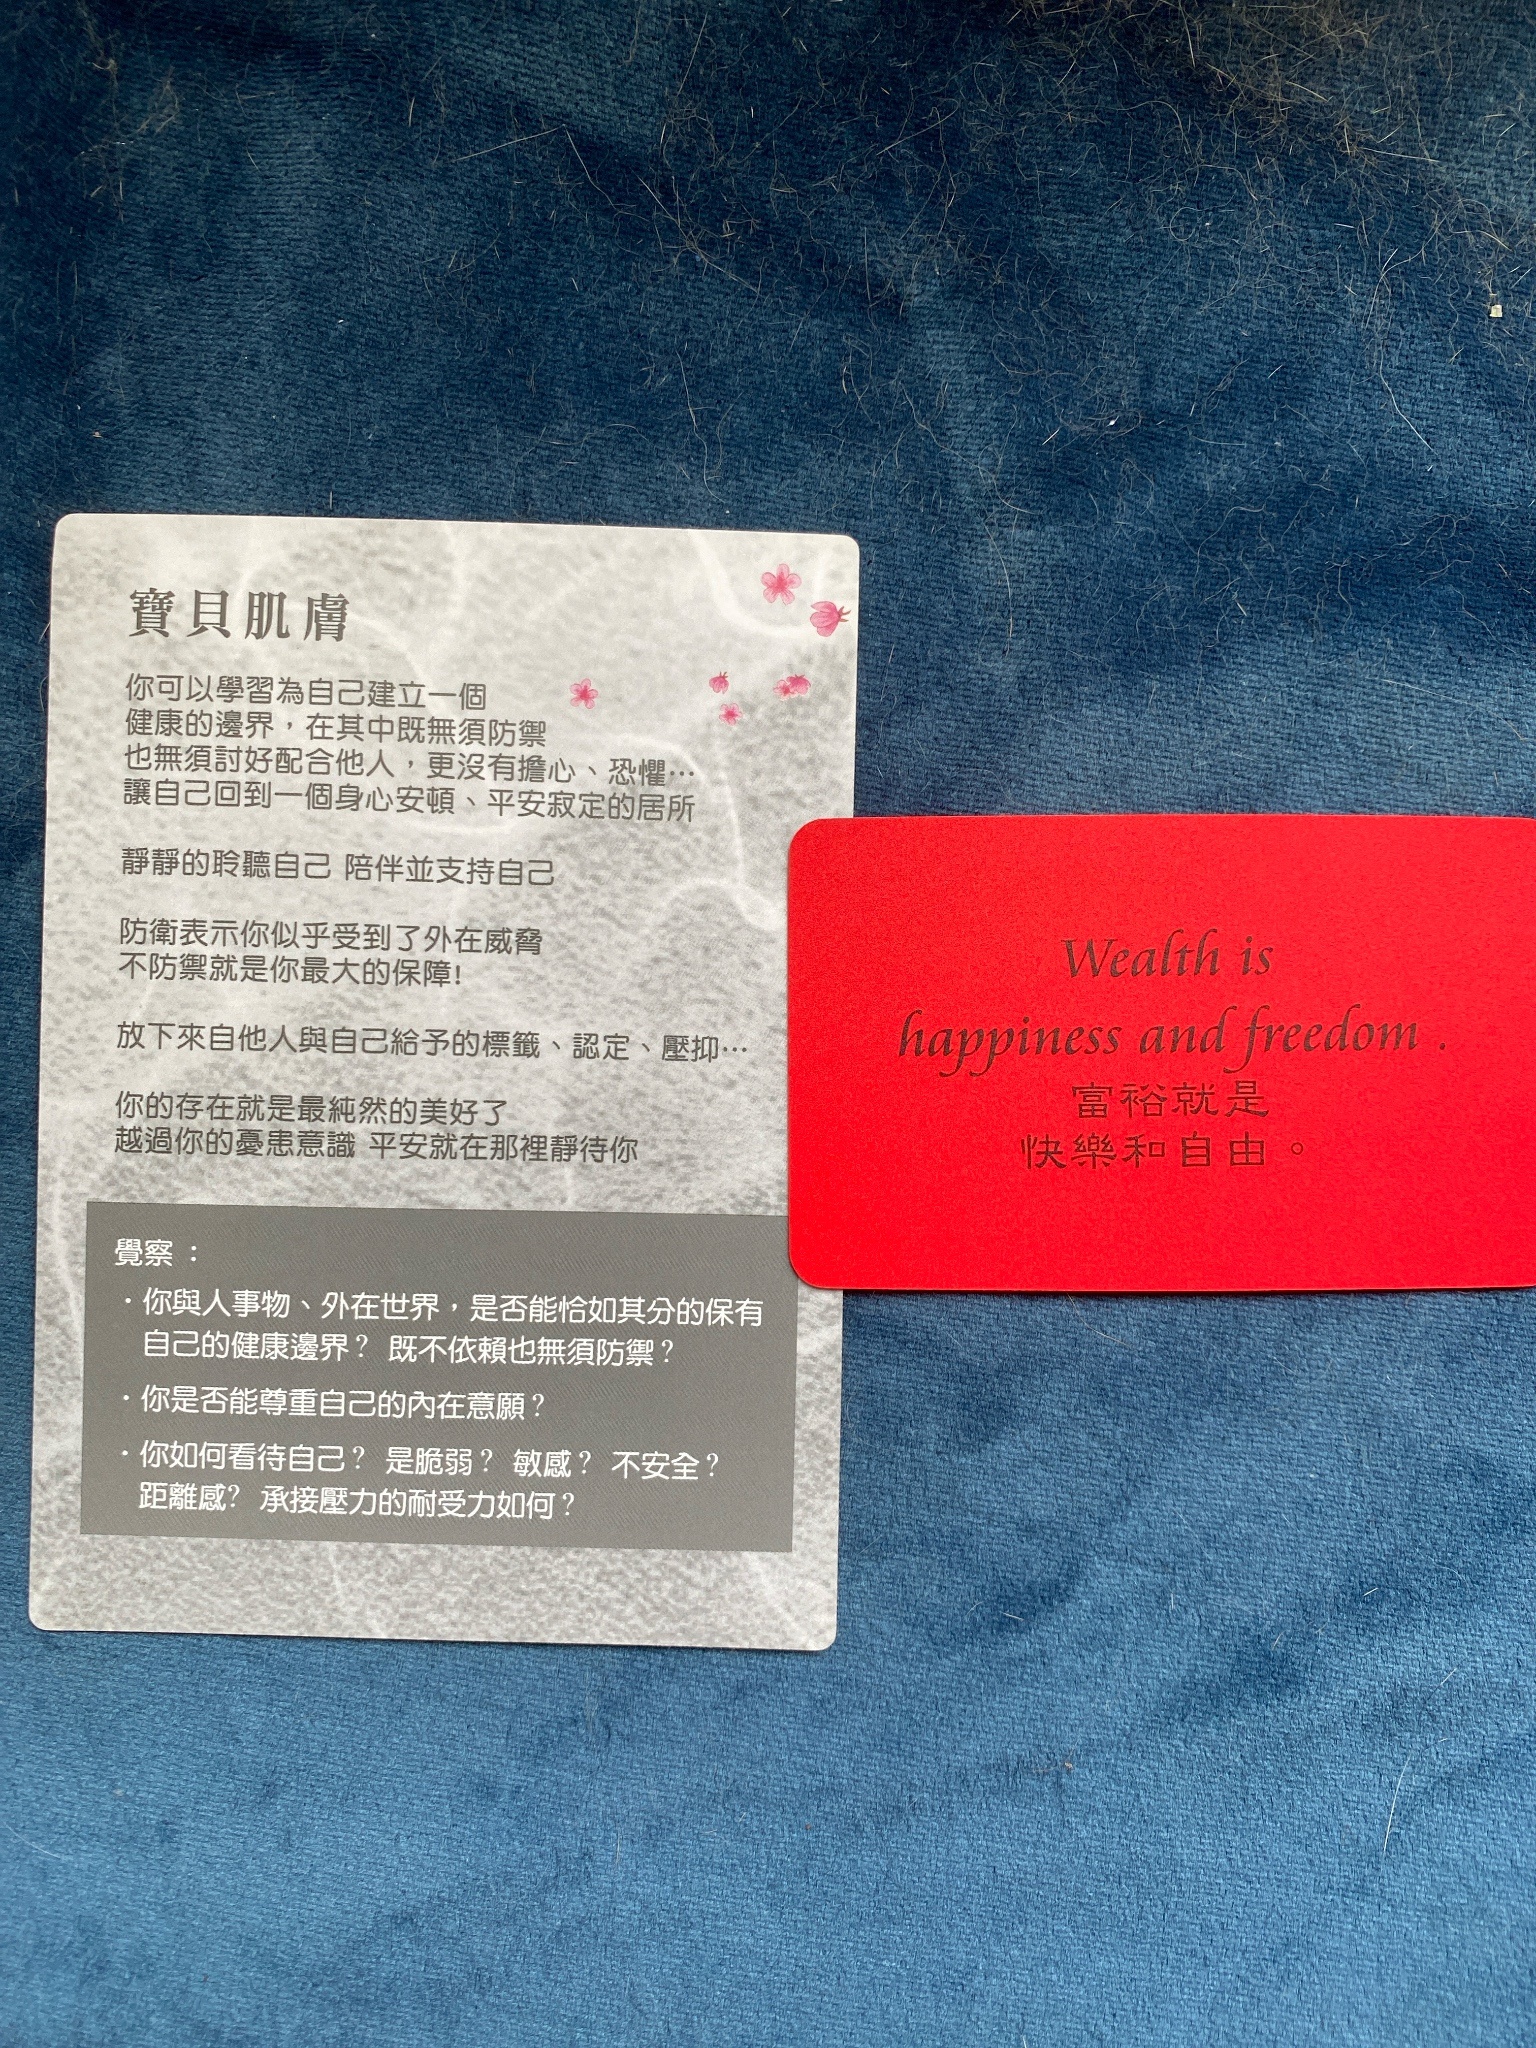 寶貝肌膚
你可以學習為自己建立一個
健康的邊界，在其中既無須防禦
也無須討好配合他人，更沒有擔心、恐懼…
讓自己回到一個身心安頓、平安寂定的居所
靜靜的聆聽自己 陪伴並支持自己
防衛表示你似乎受到了外在威脅
不防禦就是你最大的保障!
放下來自他人與自己給予的標籤、認定、壓抑…
你的存在就是最純然的美好了
越過你的憂患意識 平安就在那裡靜待你
覺察：
·你與人事物、外在世界，是否能恰如其分的保有
自己的健康邊界？ 既不依賴也無須防禦？
·你是否能尊重自己的內在意願？
·你如何看待自己？ 是脆弱？ 敏感？ 不安全？
距離感? 承接壓力的耐受力如何？
Wealth is
happiness and freedom .
富裕就是
快樂和自由。